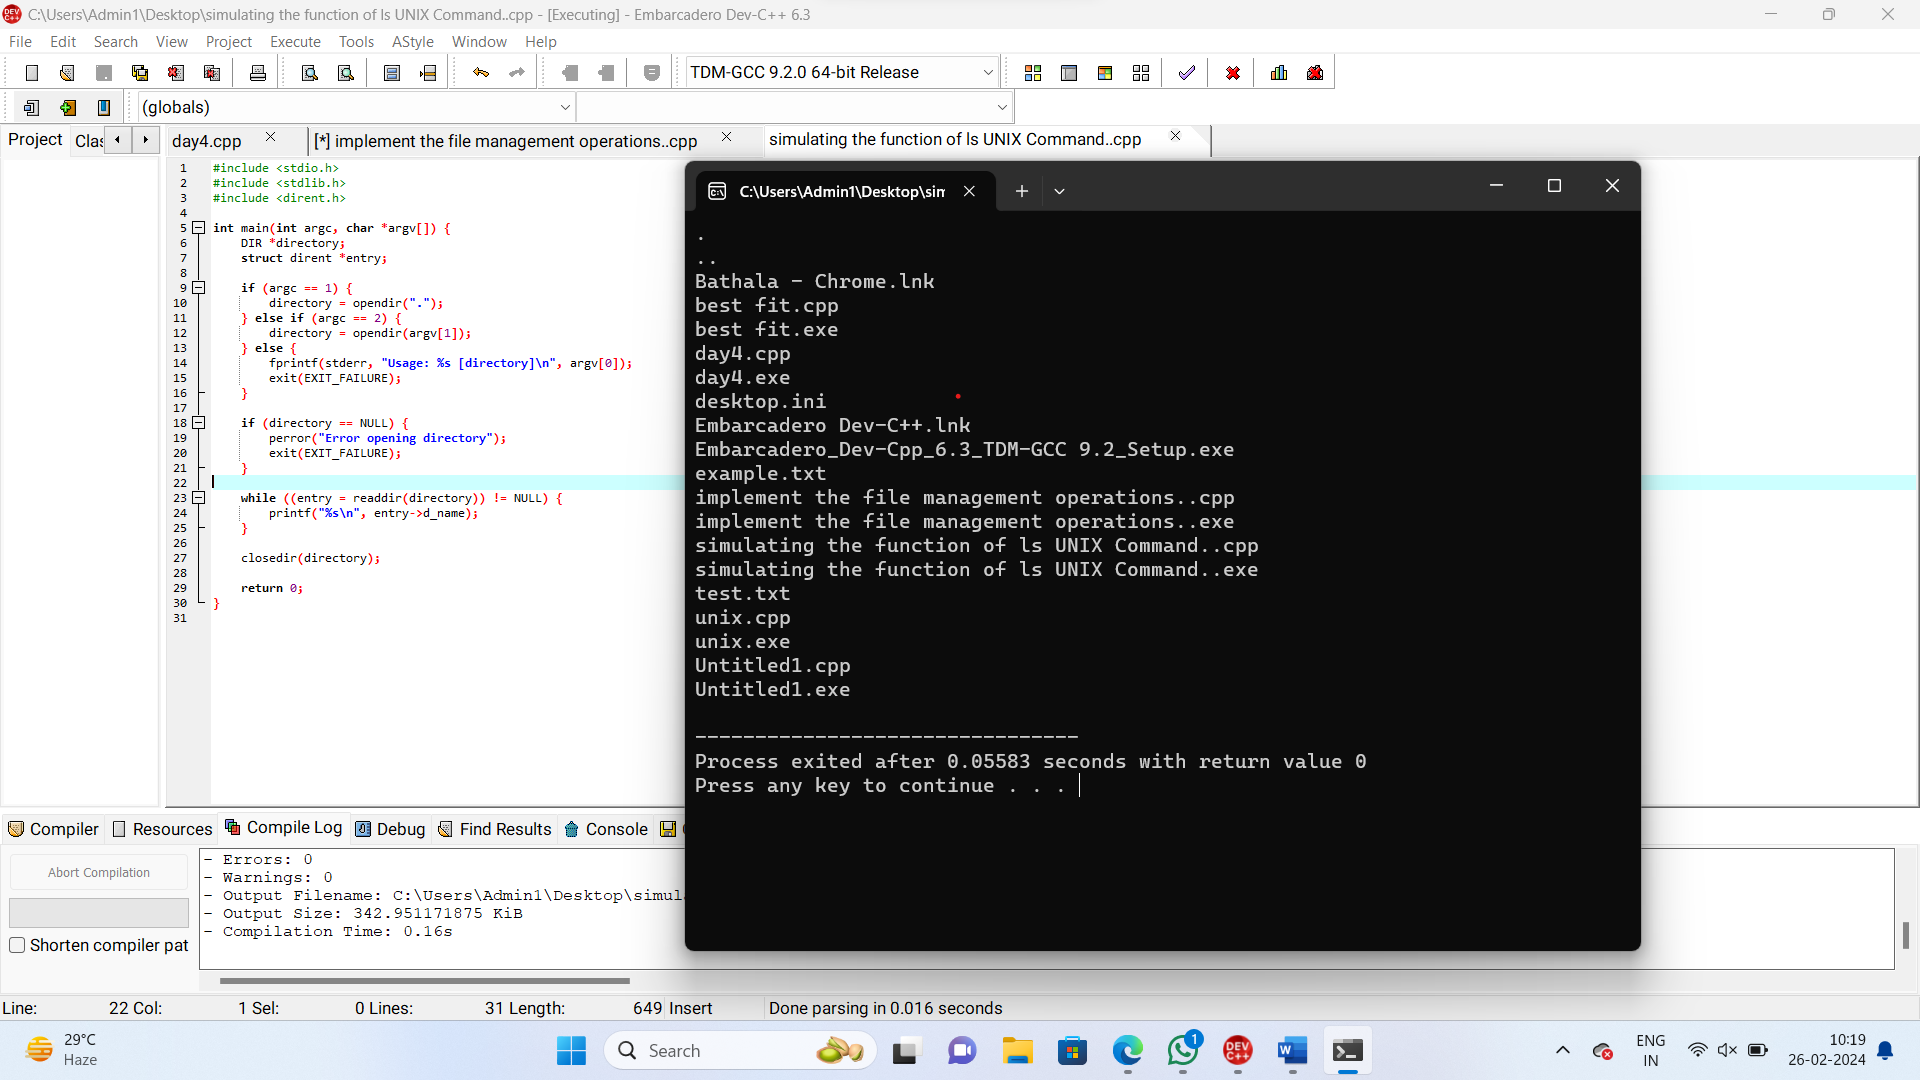 C:\Users\Admin1\Desktop\simulating the function of ls UNIX Command..cpp - [Executing] - Embarcadero Dev-C++ 6.3
File Edit Search View Project Execute Tools AStyle Window Help
TDM-GCC 9.2.0 64-bit Release
(globals)
Project Clas
day4.cpp
[*] implement the file management operations..cpp
simulating the function of ls UNIX Command..cpp
1 #include <stdio.h>
2 #include <stdlib.h>
3 #include <dirent.h>
4
5 int main(int argc, char *argv[]) {
6 DIR *directory;
7 struct dirent *entry;
8
9 if (argc == 1) {
10 directory = opendir(".");
11 } else if (argc == 2) {
12 directory = opendir(argv[1]);
13 } else {
14 fprintf(stderr, "Usage: %s [directory]\n", argv[0]);
15 exit(EXIT_FAILURE);
16 }
17
18 if (directory == NULL) {
19 perror("Error opening directory");
20 exit(EXIT_FAILURE);
21 }
22
23 while ((entry = readdir(directory)) != NULL) {
24 printf("%s\n", entry->d_name);
25 }
26
27 closedir(directory);
28
29 return 0;
30 }
31
C:\Users\Admin1\Desktop\sim
.
..
Bathala - Chrome.lnk
best fit.cpp
best fit.exe
day4.cpp
day4.exe
desktop.ini
Embarcadero Dev-C++.lnk
Embarcadero_Dev-Cpp_6.3_TDM-GCC 9.2_Setup.exe
example.txt
implement the file management operations..cpp
implement the file management operations..exe
simulating the function of ls UNIX Command..cpp
simulating the function of ls UNIX Command..exe
test.txt
unix.cpp
unix.exe
Untitled1.cpp
Untitled1.exe
--------------------------------
Process exited after 0.05583 seconds with return value 0
Press any key to continue . . .
Compiler Resources Compile Log Debug Find Results Console
Abort Compilation
Shorten compiler pat
- Errors: 0
- Warnings: 0
- Output Filename: C:\Users\Admin1\Desktop\simul
- Output Size: 342.951171875 KiB
- Compilation Time: 0.16s
Line: 22 Col: 1 Sel: 0 Lines: 31 Length: 649 Insert Done parsing in 0.016 seconds
29°C
Haze
Search
1
DEV C++
ENG
IN
10:19
26-02-2024